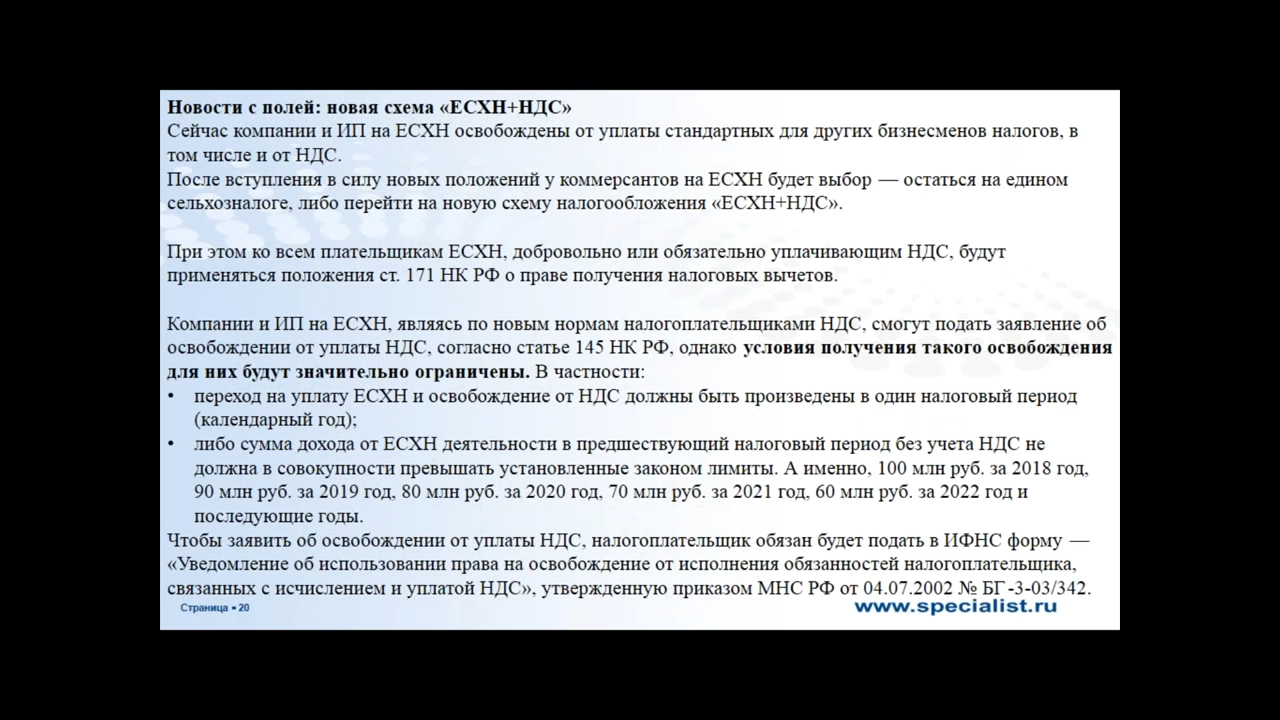 Новости с полей: новая схема «ЕСХН+НДС»
Сейчас компании и ИП на ЕСХН освобождены от уплаты стандартных для других бизнесменов налогов, в
том числе и от НДС.
После вступления в силу новых положений у коммерсантов на ЕСХН будет выбор — остаться на едином
сельхозналоге, либо перейти на новую схему налогообложения «ЕСХН+НДС».
При этом ко всем плательщикам ЕСХН, добровольно или обязательно уплачивающим НДС, будут
применяться положения ст. 171 НК РФ о праве получения налоговых вычетов.
Компании и ИП на ЕСХН, являясь по новым нормам налогоплательщиками НДС, смогут подать заявление об
освобождении от уплаты НДС, согласно статье 145 НК РФ, однако условия получения такого освобождения
для них будут значительно ограничены. В частности:
• переход на уплату ЕСХН и освобождение от НДС должны быть произведены в один налоговый период
(календарный год);
• либо сумма дохода от ЕСХН деятельности в предшествующий налоговый период без учета НДС не
должна в совокупности превышать установленные законом лимиты. А именно, 100 млн руб. за 2018 год,
90 млн руб. за 2019 год, 80 млн руб. за 2020 год, 70 млн руб. за 2021 год, 60 млн руб. за 2022 год и
последующие годы.
Чтобы заявить об освобождении от уплаты НДС, налогоплательщик обязан будет подать в ИФНС форму —
«Уведомление об использовании права на освобождение от исполнения обязанностей налогоплательщика,
связанных с исчислением и уплатой НДС», утвержденную приказом МНС РФ от 04.07.2002 № БГ-3-03/342.
Страница ▪ 20
www.specialist.ru